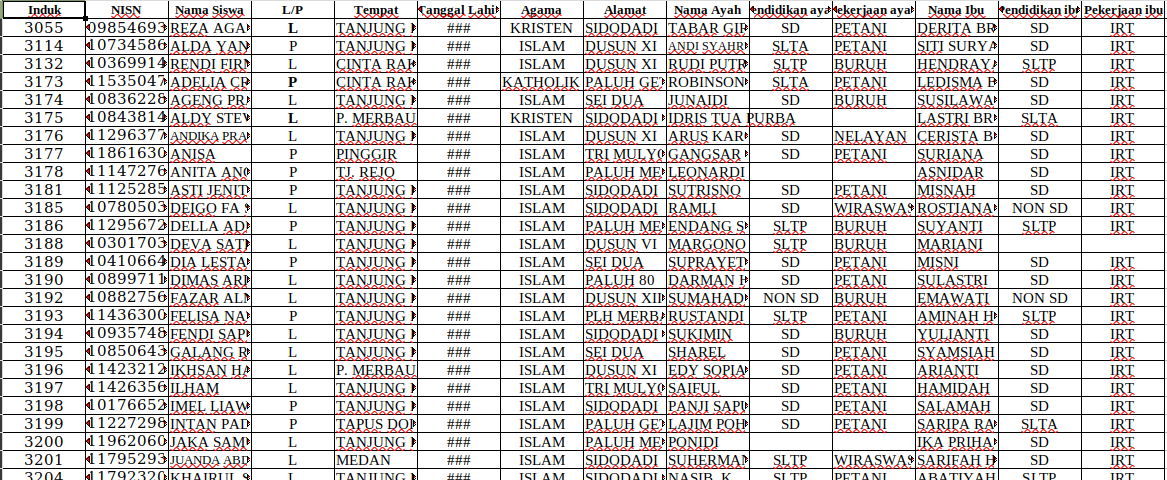 Induk NISN Nama Siswa L/P Tempat Tanggal Lahi Agama Alamat Nama Ayah endidikan aya ekerjaan aya Nama Ibu Pendidikan ib Pekerjaan ibu
3055 09854693 REZA AGA L TANJUNG ### KRISTEN SIDODADI TABAR GIR SD PETANI DERITA BR SD IRT
3114 10734586 ALDA YAN P TANJUNG ### ISLAM DUSUN XI ANDI SYAHR SLTA PETANI SITI SURYA SD IRT
3132 10369914 RENDI FIR L CINTA RAJ ### ISLAM DUSUN XI RUDI PUTR SLTP BURUH HENDRAY SLTP IRT
3173 11535047 ADELIA CR P CINTA RAJ ### KATHOLIK PALUH GE ROBINSON SLTA PETANI LEDISMA SD IRT
3174 10836228 AGENG PR L TANJUNG ### ISLAM SEI DUA JUNAIDI SD BURUH SUSILAWA SD IRT
3175 10843814 ALDY STEV L P. MERBAU ### KRISTEN SIDODADI IDRIS TUA PURBA LASTRI BR SLTA IRT
3176 11296377 ANDIKA PRA L TANJUNG ### ISLAM DUSUN XI ARUS KAR SD NELAYAN CERISTA B SD IRT
3177 11861630 ANISA P PINGGIR ### ISLAM TRI MULYO GANGSAR SD PETANI SURIANA SD IRT
3178 11147276 ANITA ANG P TJ. REJO ### ISLAM PALUH ME LEONARDI ASNIDAR SD IRT
3181 11125285 ASTI JENIT P TANJUNG ### ISLAM SIDODADI SUTRISNO SD PETANI MISNAH SD IRT
3185 10780503 DEIGO FA L TANJUNG ### ISLAM SIDODADI RAMLI SD WIRASWAS ROSTIANA NON SD IRT
3186 11295672 DELLA AD P TANJUNG ### ISLAM PALUH ME ENDANG S SLTP BURUH SUYANTI SLTP IRT
3188 10301703 DEVA SATI L TANJUNG ### ISLAM DUSUN VI MARGONO SLTP BURUH MARIANI
3189 10410664 DIA LESTA P TANJUNG ### ISLAM SEI DUA SUPRAYET SD PETANI MISNI SD IRT
3190 10899711 DIMAS ARI L TANJUNG ### ISLAM PALUH 80 DARMAN H SD PETANI SULASTRI SD IRT
3192 10882756 FAZAR AL L TANJUNG ### ISLAM DUSUN XII SUMAHAD NON SD BURUH EMAWATI NON SD IRT
3193 11436300 FELISA NA P TANJUNG ### ISLAM PLH MERB RUSTANDI SLTP PETANI AMINAH H SLTP IRT
3194 10935748 FENDI SAP L TANJUNG ### ISLAM SIDODADI SUKIMIN SD BURUH YULIANTI SD IRT
3195 10850643 GALANG R L TANJUNG ### ISLAM SEI DUA SHAREL SD PETANI SYAMSIAH SD IRT
3196 11423212 IKHSAN HA L P. MERBAU ### ISLAM DUSUN XI EDY SOPIA SD PETANI ARIANTI SD IRT
3197 11426356 ILHAM L TANJUNG ### ISLAM TRI MULYO SAIFUL SD PETANI HAMIDAH SD IRT
3198 10176652 IMEL LIAW P TANJUNG ### ISLAM SIDODADI PANJI SAPI SD PETANI SALAMAH SD IRT
3199 11227298 INTAN PAD P TAPUS DOI ### ISLAM PALUH GE LAJIM POH SD PETANI SARIPA RA SLTA IRT
3200 11962060 JAKA SAM L TANJUNG ### ISLAM PALUH ME PONIDI IKA PRIHA SD IRT
3201 11795293 JUANDA ABD L MEDAN ### ISLAM SIDODADI SUHERMAN SLTP WIRASWAS SARIFAH H SLTP IRT
3204 11792320 KHAIRUL S L TANJUNG ### ISLAM SIDODADI NASIB K SLTP PETANI ABATIYAH SLTP IRT